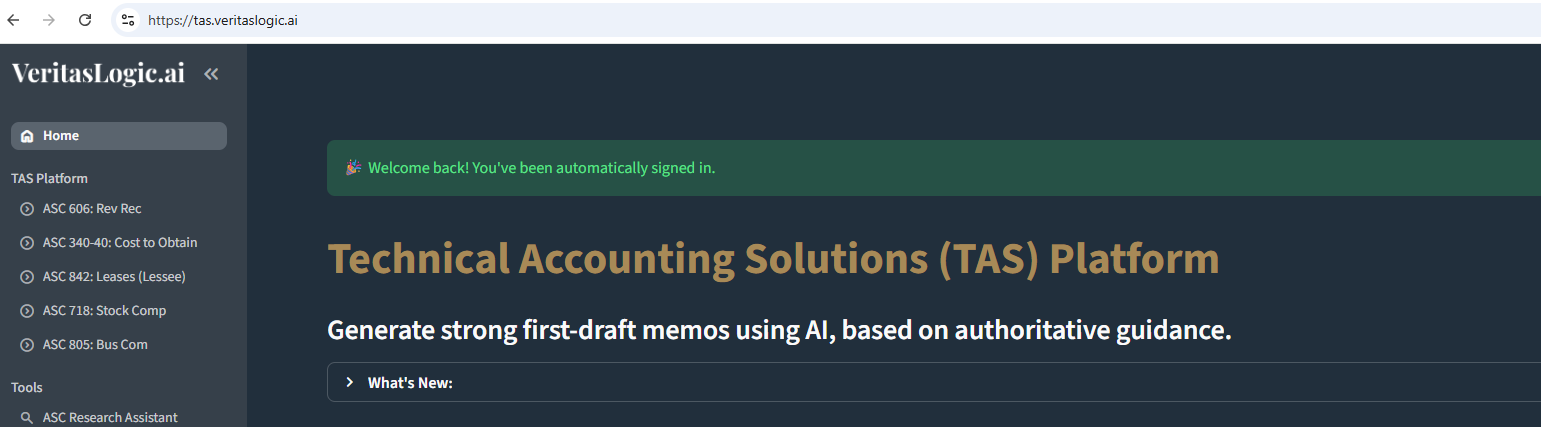 https://tas.veritaslogic.ai
VeritasLogic.ai
Home
TAS Platform
ASC 606: Rev Rec
ASC 340-40: Cost to Obtain
ASC 842: Leases (Lessee)
ASC 718: Stock Comp
ASC 805: Bus Com
Tools
ASC Research Assistant
🎉 Welcome back! You've been automatically signed in.
Technical Accounting Solutions (TAS) Platform
Generate strong first-draft memos using AI, based on authoritative guidance.
What's New: